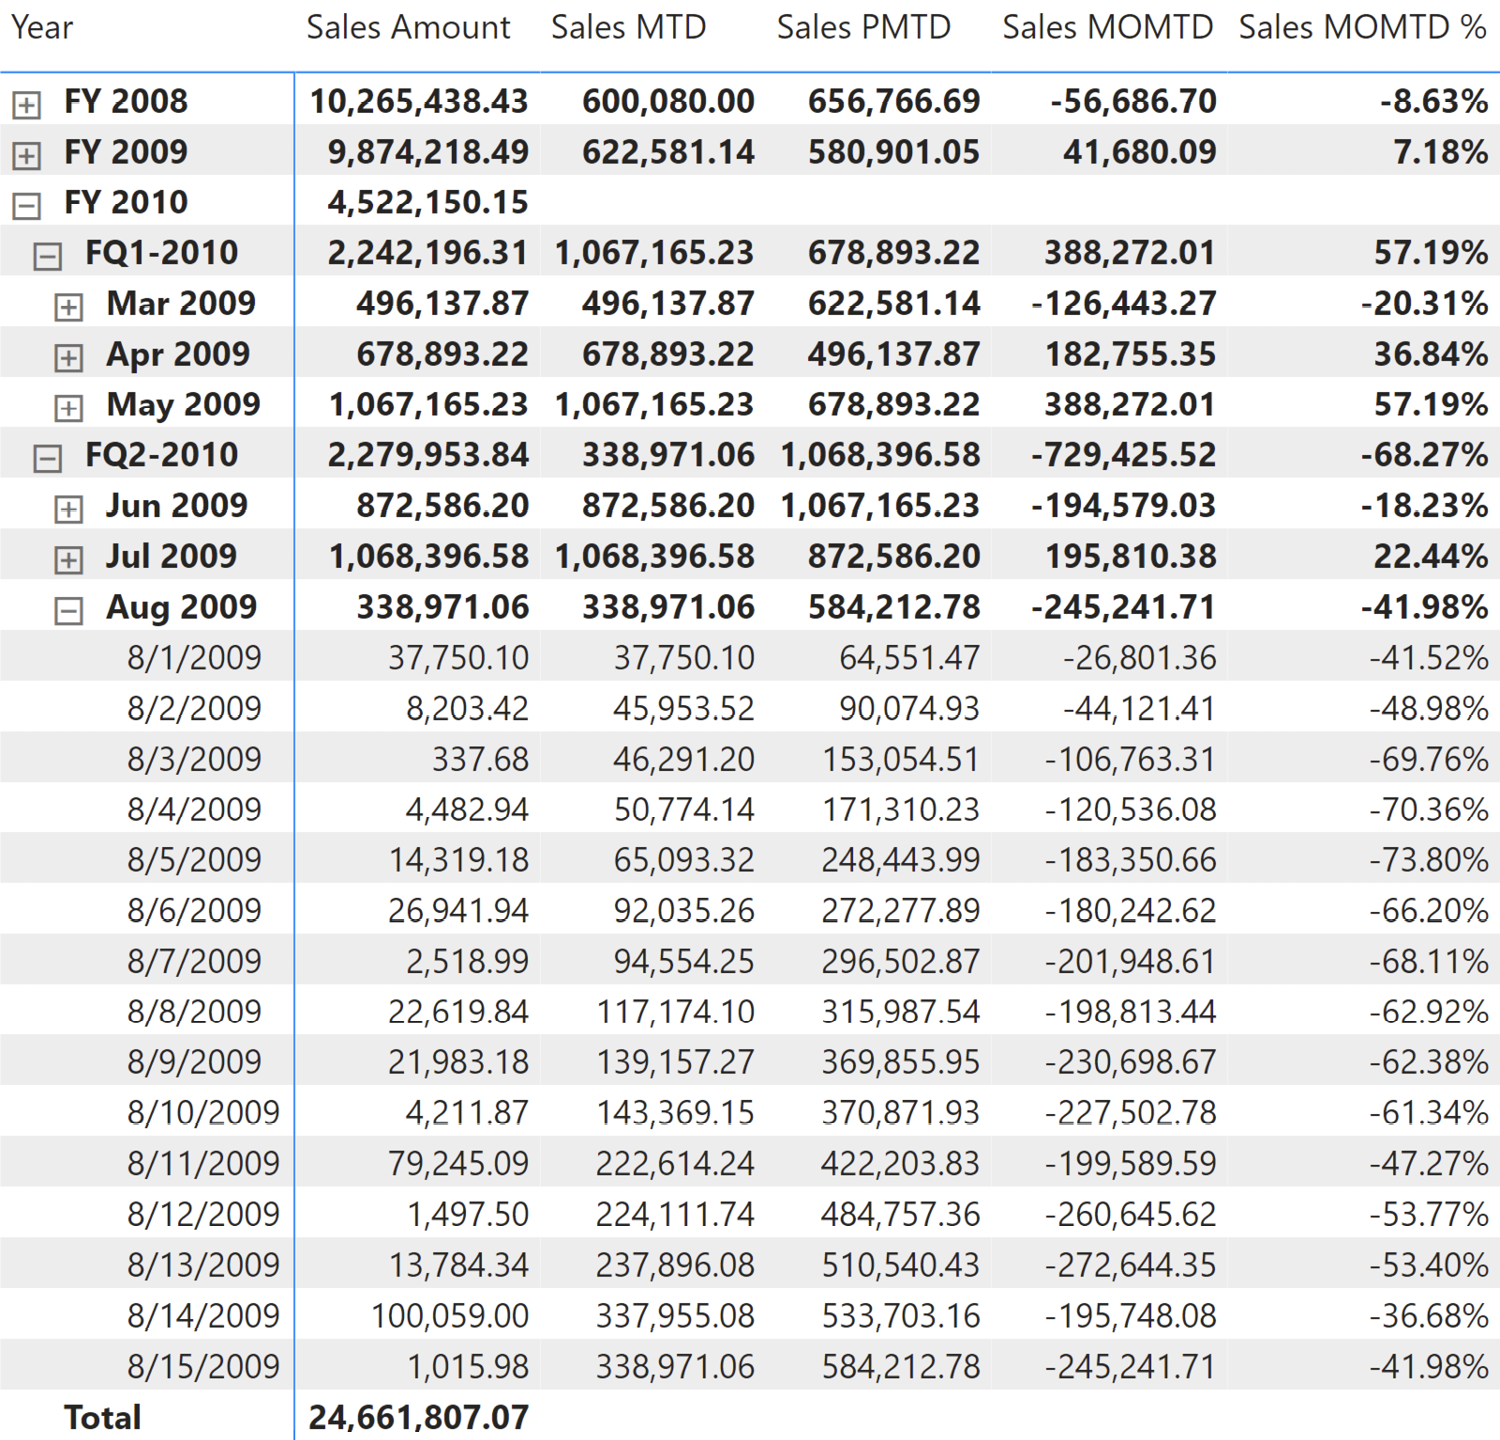 Year Sales Amount Sales MTD Sales PMTD Sales MOMTD Sales MOMTD %
FY 2008 10,265,438.43 600,080.00 656,766.69 -56,686.70 -8.63%
FY 2009 9,874,218.49 622,581.14 580,901.05 41,680.09 7.18%
FY 2010 4,522,150.15
FQ1-2010 2,242,196.31 1,067,165.23 678,893.22 388,272.01 57.19%
Mar 2009 496,137.87 496,137.87 622,581.14 -126,443.27 -20.31%
Apr 2009 678,893.22 678,893.22 496,137.87 182,755.35 36.84%
May 2009 1,067,165.23 1,067,165.23 678,893.22 388,272.01 57.19%
FQ2-2010 2,279,953.84 338,971.06 1,068,396.58 -729,425.52 -68.27%
Jun 2009 872,586.20 872,586.20 1,067,165.23 -194,579.03 -18.23%
Jul 2009 1,068,396.58 1,068,396.58 872,586.20 195,810.38 22.44%
Aug 2009 338,971.06 338,971.06 584,212.78 -245,241.71 -41.98%
8/1/2009 37,750.10 37,750.10 64,551.47 -26,801.36 -41.52%
8/2/2009 8,203.42 45,953.52 90,074.93 -44,121.41 -48.98%
8/3/2009 337.68 46,291.20 153,054.51 -106,763.31 -69.76%
8/4/2009 4,482.94 50,774.14 171,310.23 -120,536.08 -70.36%
8/5/2009 14,319.18 65,093.32 248,443.99 -183,350.66 -73.80%
8/6/2009 26,941.94 92,035.26 272,277.89 -180,242.62 -66.20%
8/7/2009 2,518.99 94,554.25 296,502.87 -201,948.61 -68.11%
8/8/2009 22,619.84 117,174.10 315,987.54 -198,813.44 -62.92%
8/9/2009 21,983.18 139,157.27 369,855.95 -230,698.67 -62.38%
8/10/2009 4,211.87 143,369.15 370,871.93 -227,502.78 -61.34%
8/11/2009 79,245.09 222,614.24 422,203.83 -199,589.59 -47.27%
8/12/2009 1,497.50 224,111.74 484,757.36 -260,645.62 -53.77%
8/13/2009 13,784.34 237,896.08 510,540.43 -272,644.35 -53.40%
8/14/2009 100,059.00 337,955.08 533,703.16 -195,748.08 -36.68%
8/15/2009 1,015.98 338,971.06 584,212.78 -245,241.71 -41.98%
Total 24,661,807.07